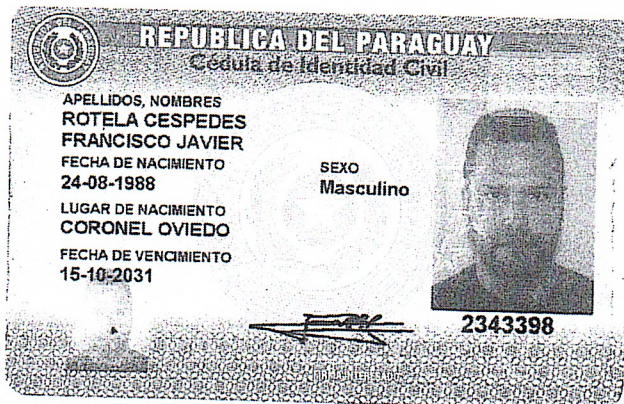 REPUBLICA DEL PARAGUAY
Cédula de Identidad Civil
APELLIDOS, NOMBRES
ROTELA CESPEDES
FRANCISCO JAVIER
FECHA DE NACIMIENTO
24-08-1988
SEXO
Masculino
LUGAR DE NACIMIENTO
CORONEL OVIEDO
FECHA DE VENCIMIENTO
15-10-2031
2343398